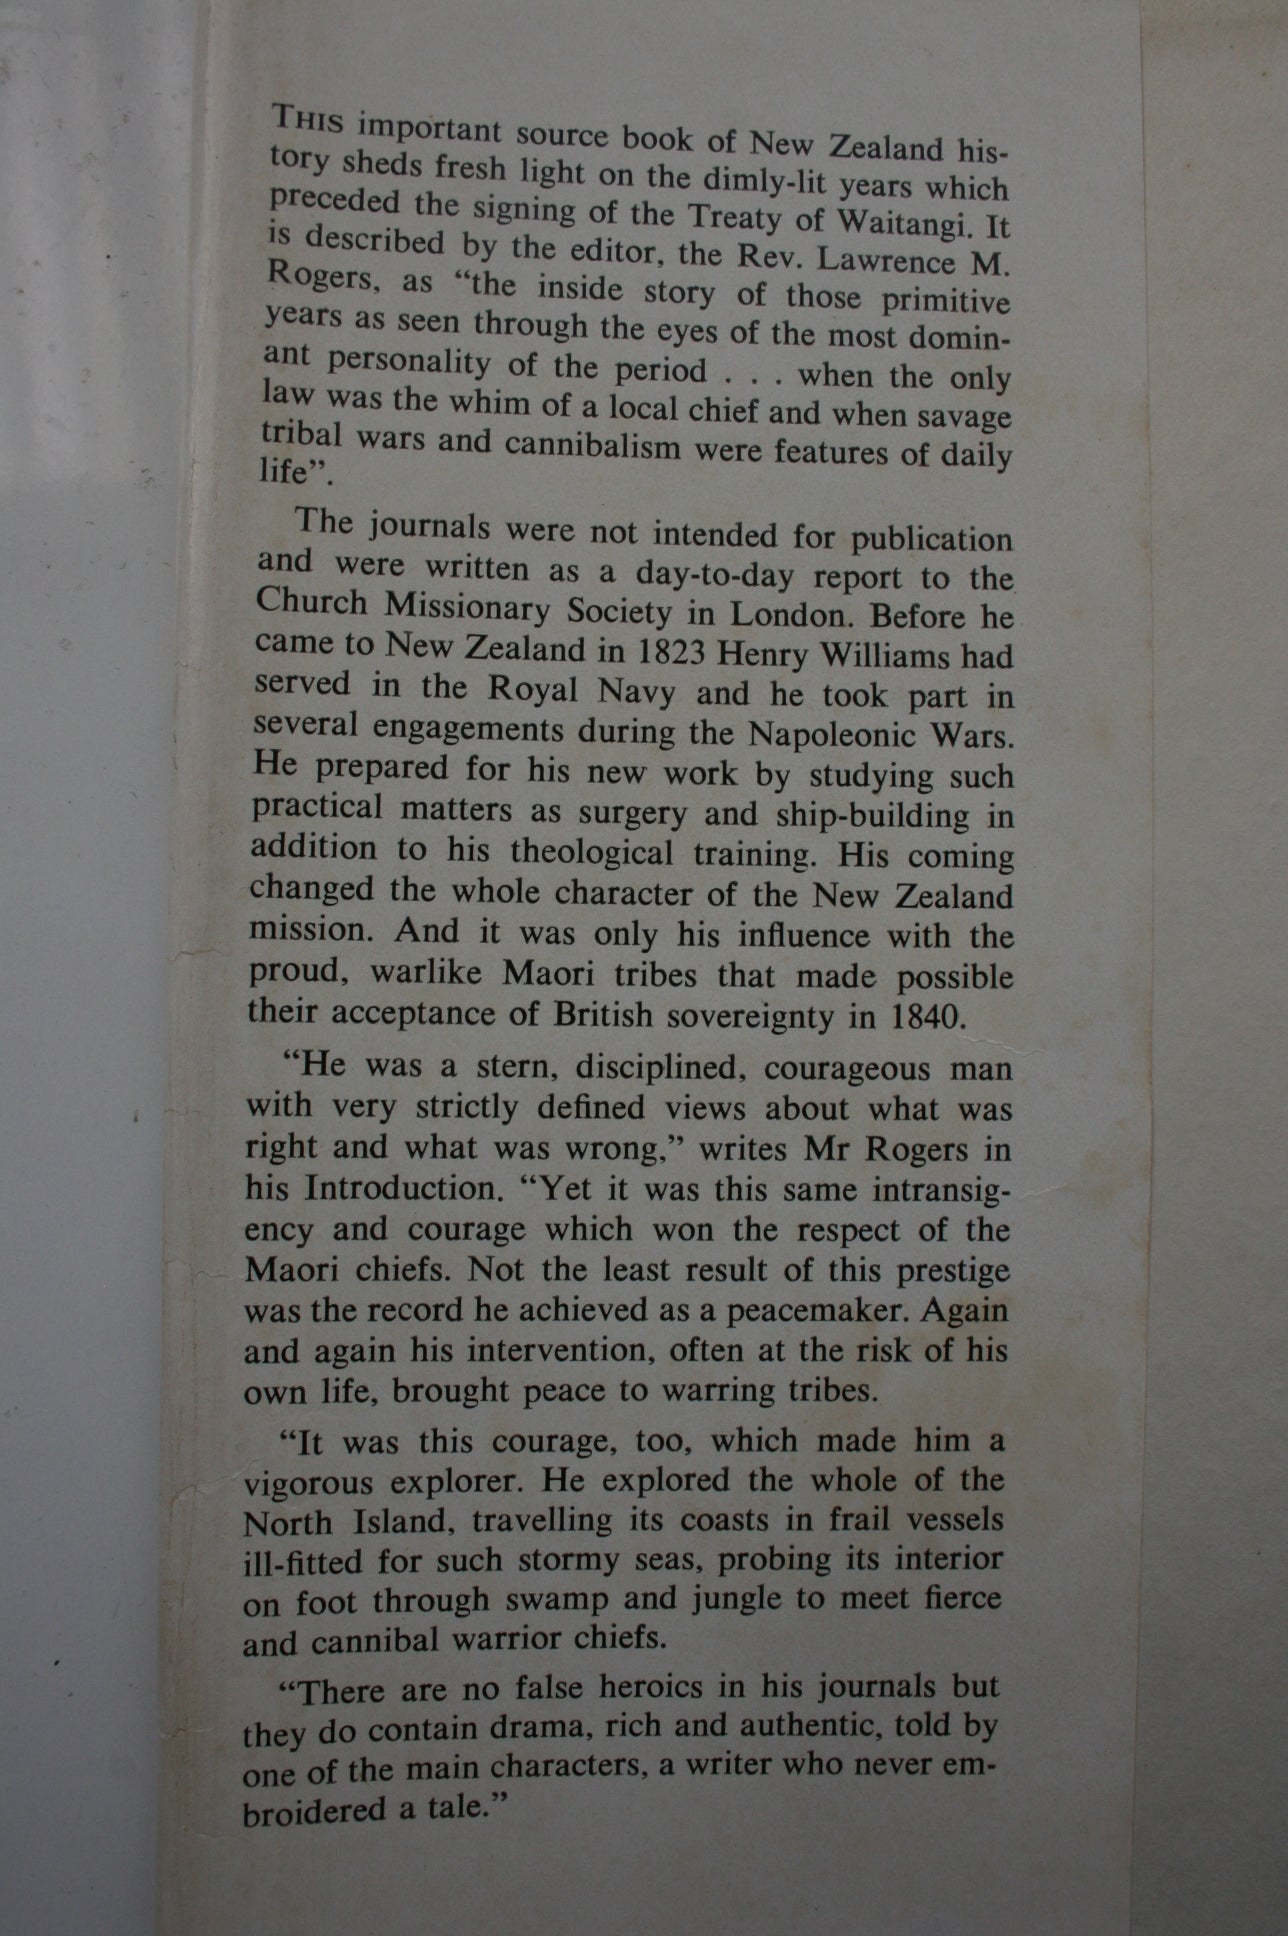 THIS important source book of New Zealand his-
tory sheds fresh light on the dimly-lit years which
preceded the signing of the Treaty of Waitangi. It
is described by the editor, the Rev. Lawrence M.
Rogers, as “the inside story of those primitive
years as seen through the eyes of the most domin-
ant personality of the period . . . when the only
law was the whim of a local chief and when savage
tribal wars and cannibalism were features of daily
life”.
The journals were not intended for publication
and were written as a day-to-day report to the
Church Missionary Society in London. Before he
came to New Zealand in 1823 Henry Williams had
served in the Royal Navy and he took part in
several engagements during the Napoleonic Wars.
He prepared for his new work by studying such
practical matters as surgery and ship-building in
addition to his theological training. His coming
changed the whole character of the New Zealand
mission. And it was only his influence with the
proud, warlike Maori tribes that made possible
their acceptance of British sovereignty in 1840.
“He was a stern, disciplined, courageous man
with very strictly defined views about what was
right and what was wrong,” writes Mr Rogers in
his Introduction. “Yet it was this same intransig-
ency and courage which won the respect of the
Maori chiefs. Not the least result of this prestige
was the record he achieved as a peacemaker. Again
and again his intervention, often at the risk of his
own life, brought peace to warring tribes.
“It was this courage, too, which made him a
vigorous explorer. He explored the whole of the
North Island, travelling its coasts in frail vessels
ill-fitted for such stormy seas, probing its interior
on foot through swamp and jungle to meet fierce
and cannibal warrior chiefs.
“There are no false heroics in his journals but
they do contain drama, rich and authentic, told by
one of the main characters, a writer who never em-
broidered a tale.”